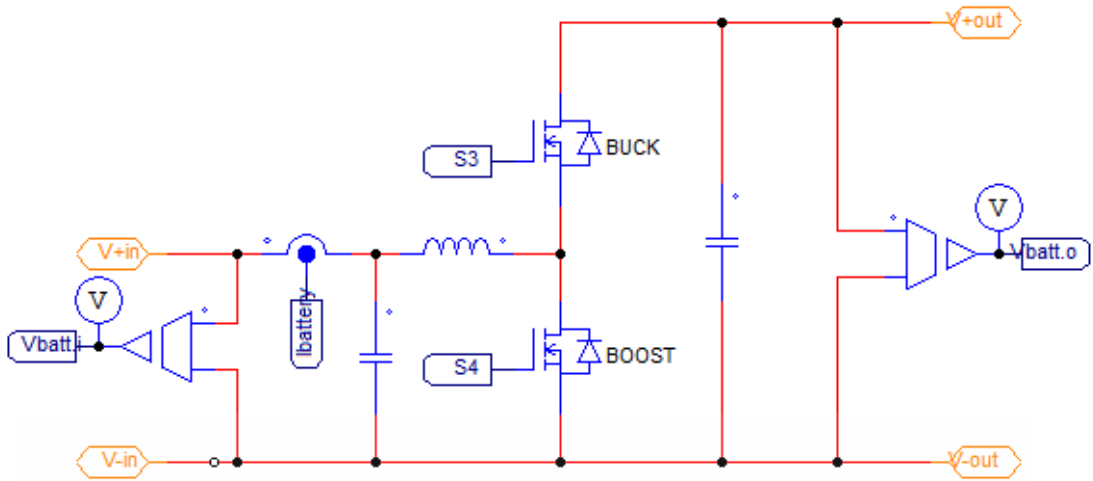 V+out
S3
BUCK
V
V+in
Vbatt.o
V
Ibattery
Vbatt.i
S4
BOOST
V-in
V-out